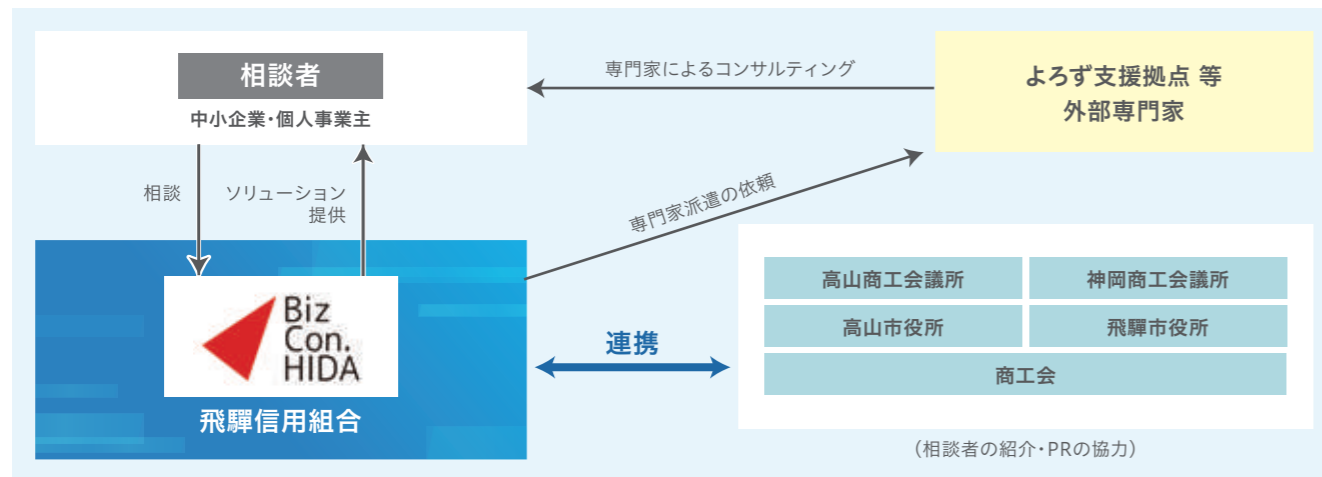 相談者
中小企業・個人事業主
専門家によるコンサルティング
よろず支援拠点 等
外部専門家
相談
ソリューション
提供
専門家派遣の依頼
Biz
Con.
HIDA
飛驒信用組合
連携
高山商工会議所
神岡商工会議所
高山市役所
飛驒市役所
商工会
（相談者の紹介・PRの協力）